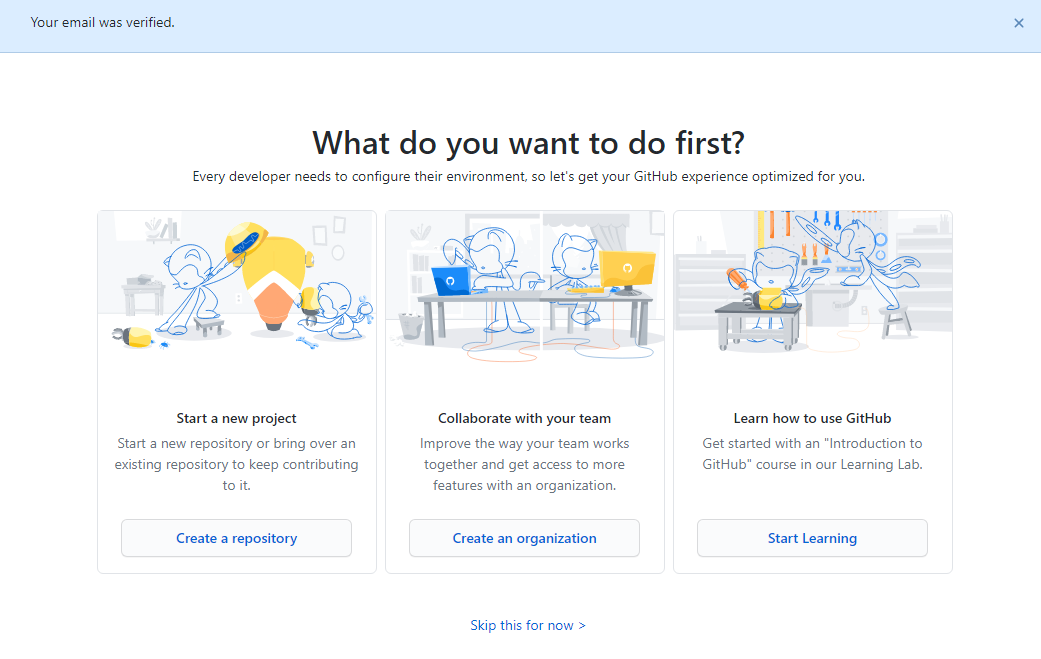 Your email was verified.
What do you want to do first?
Every developer needs to configure their environment, so let's get your GitHub experience optimized for you.
Start a new project
Start a new repository or bring over an
existing repository to keep contributing
to it.
Create a repository
Collaborate with your team
Improve the way your team works
together and get access to more
features with an organization.
Create an organization
Learn how to use GitHub
Get started with an "Introduction to
GitHub" course in our Learning Lab.
Start Learning
Skip this for now >